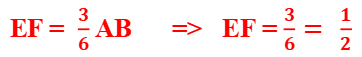 EF = 3/6 AB => EF = 3/6 = 1/2